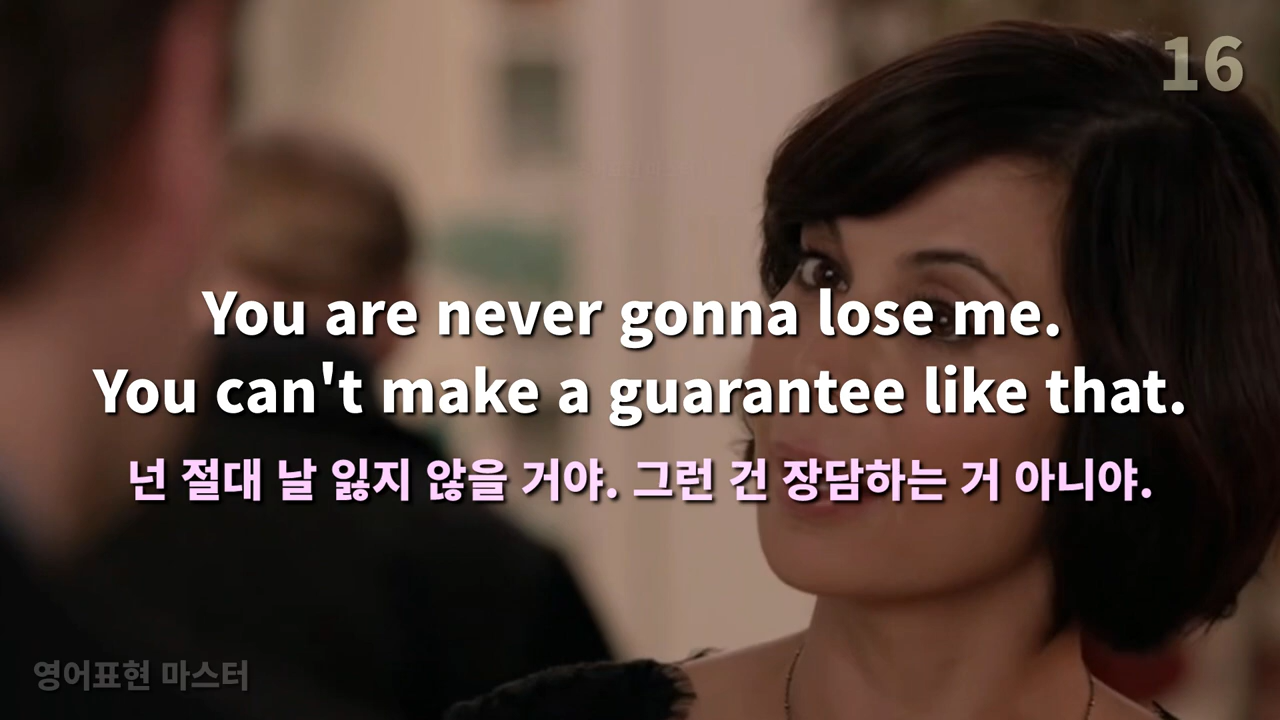 16
You are never gonna lose me.
You can't make a guarantee like that.
넌 절대 날 잃지 않을 거야. 그런 건 장담하는 거 아니야.
영어표현 마스터